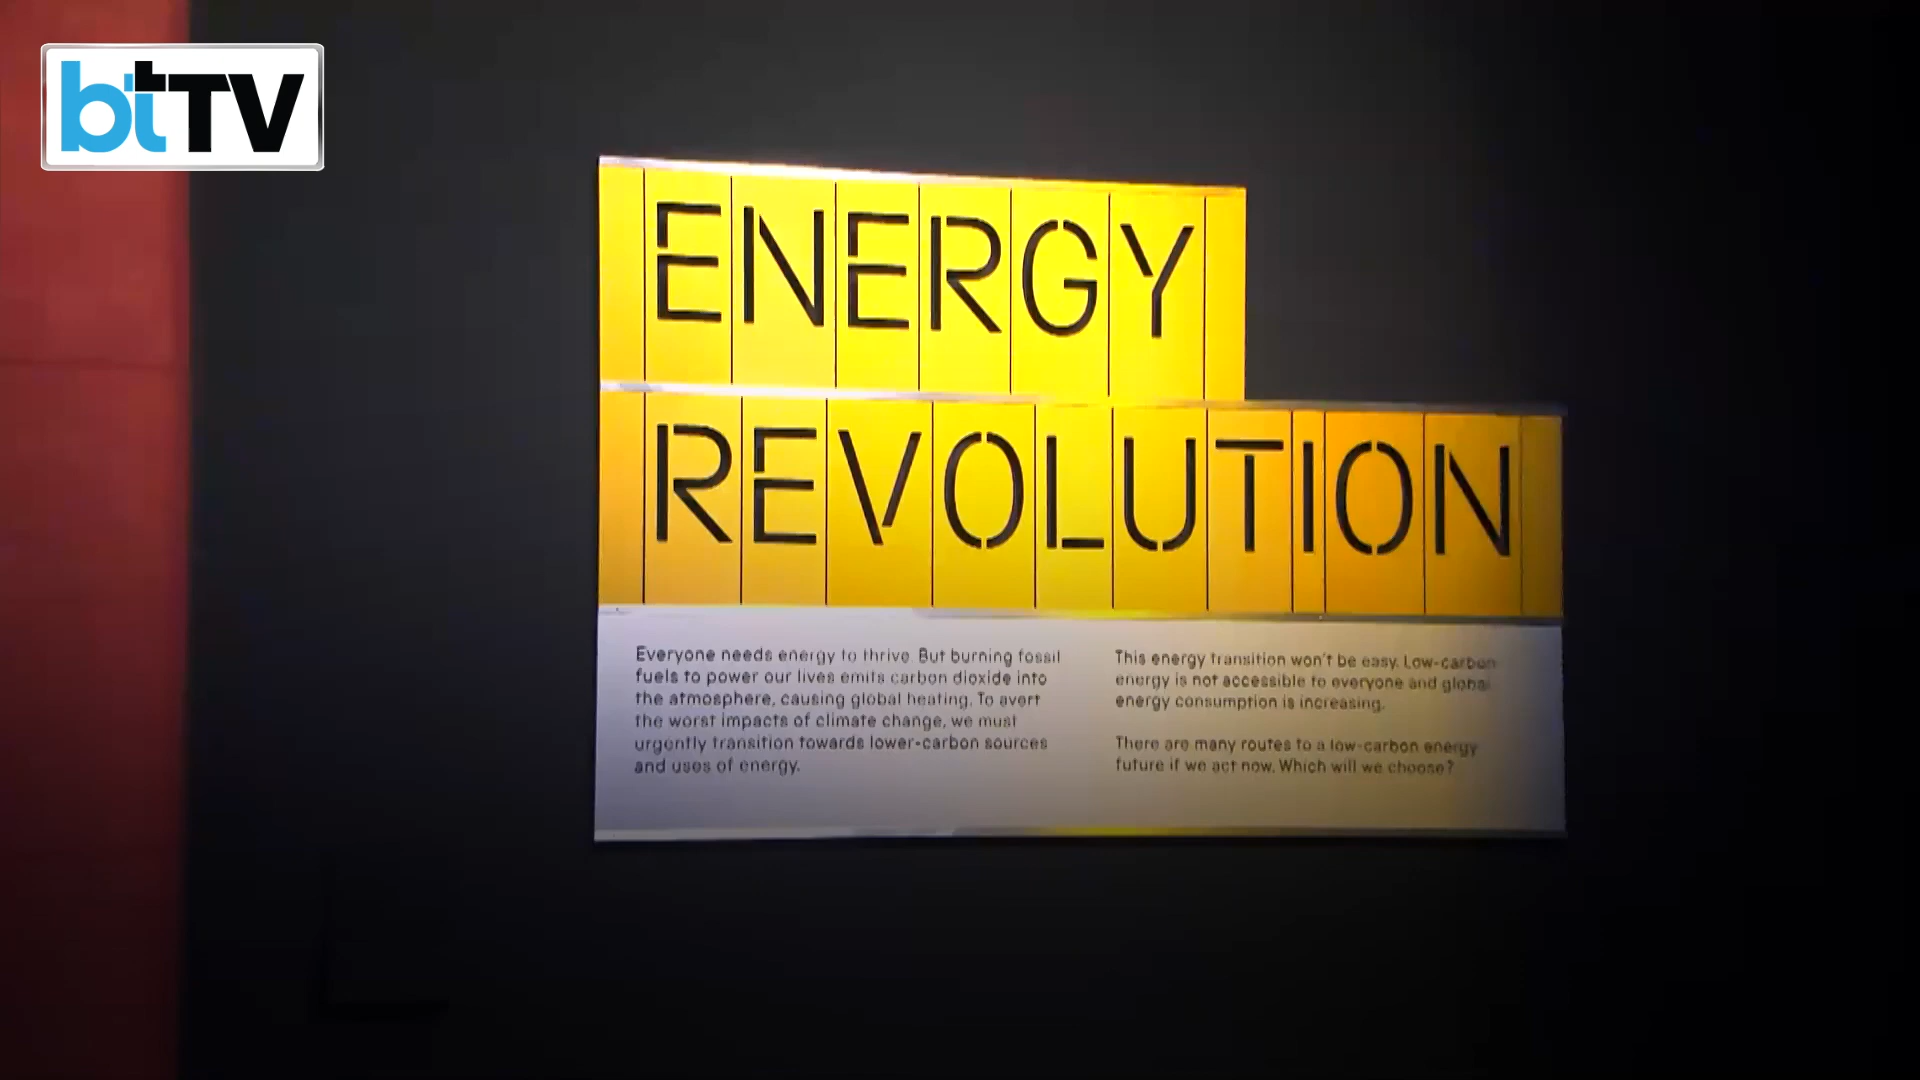 btTV
ENERGY
REVOLUTION
Everyone needs energy to thrive. But burning fossil
fuels to power our lives emits carbon dioxide into
the atmosphere, causing global heating. To avert
the worst impacts of climate change, we must
urgently transition towards lower-carbon sources
and uses of energy.
This energy transition won't be easy. Low-carbon
energy is not accessible to everyone and global
energy consumption is increasing.
There are many routes to a low-carbon energy
future if we act now. Which will we choose?